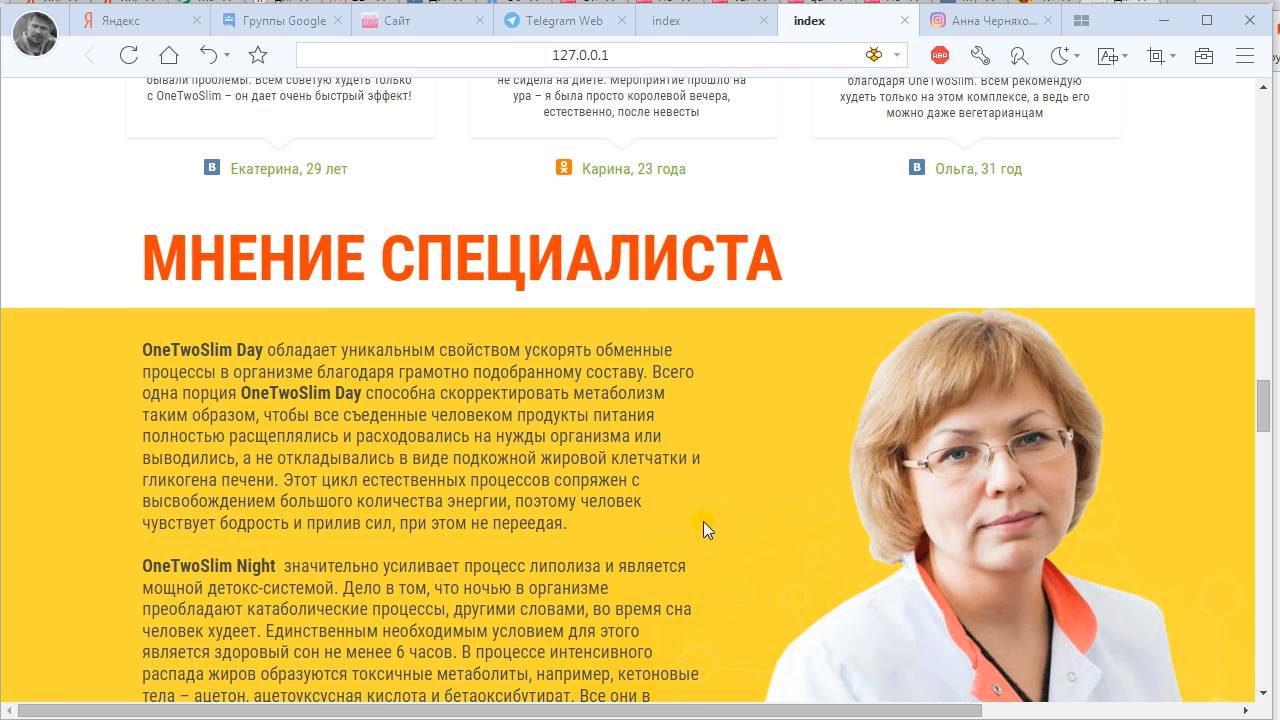 Яндекс
Группы Google
Сайт
Telegram Web
index
index
Анна Черняхо...
127.0.0.1
ABP
бывали проблемы. Всем советую худеть только
с OneTwoSlim – он дает очень быстрый эффект!
не сидела на диете. Мероприятие прошло на
ура – я была просто королевой вечера,
естественно, после невесты
благодаря OneTwoSlim. Всем рекомендую
худеть только на этом комплексе, а ведь его
можно даже вегетарианцам
Екатерина, 29 лет
Карина, 23 года
Ольга, 31 год
МНЕНИЕ СПЕЦИАЛИСТА
OneTwoSlim Day обладает уникальным свойством ускорять обменные
процессы в организме благодаря грамотно подобранному составу. Всего
одна порция OneTwoSlim Day способна скорректировать метаболизм
таким образом, чтобы все съеденные человеком продукты питания
полностью расщеплялись и расходовались на нужды организма или
выводились, а не откладывались в виде подкожной жировой клетчатки и
гликогена печени. Этот цикл естественных процессов сопряжен с
высвобождением большого количества энергии, поэтому человек
чувствует бодрость и прилив сил, при этом не переедая.
OneTwoSlim Night значительно усиливает процесс липолиза и является
мощной детокс-системой. Дело в том, что ночью в организме
преобладают катаболические процессы, другими словами, во время сна
человек худеет. Единственным необходимым условием для этого
является здоровый сон не менее 6 часов. В процессе интенсивного
распада жиров образуются токсичные метаболиты, например, кетоновые
тела – ацетон, ацетоуксусная кислота и бетаоксибутират. Все они в